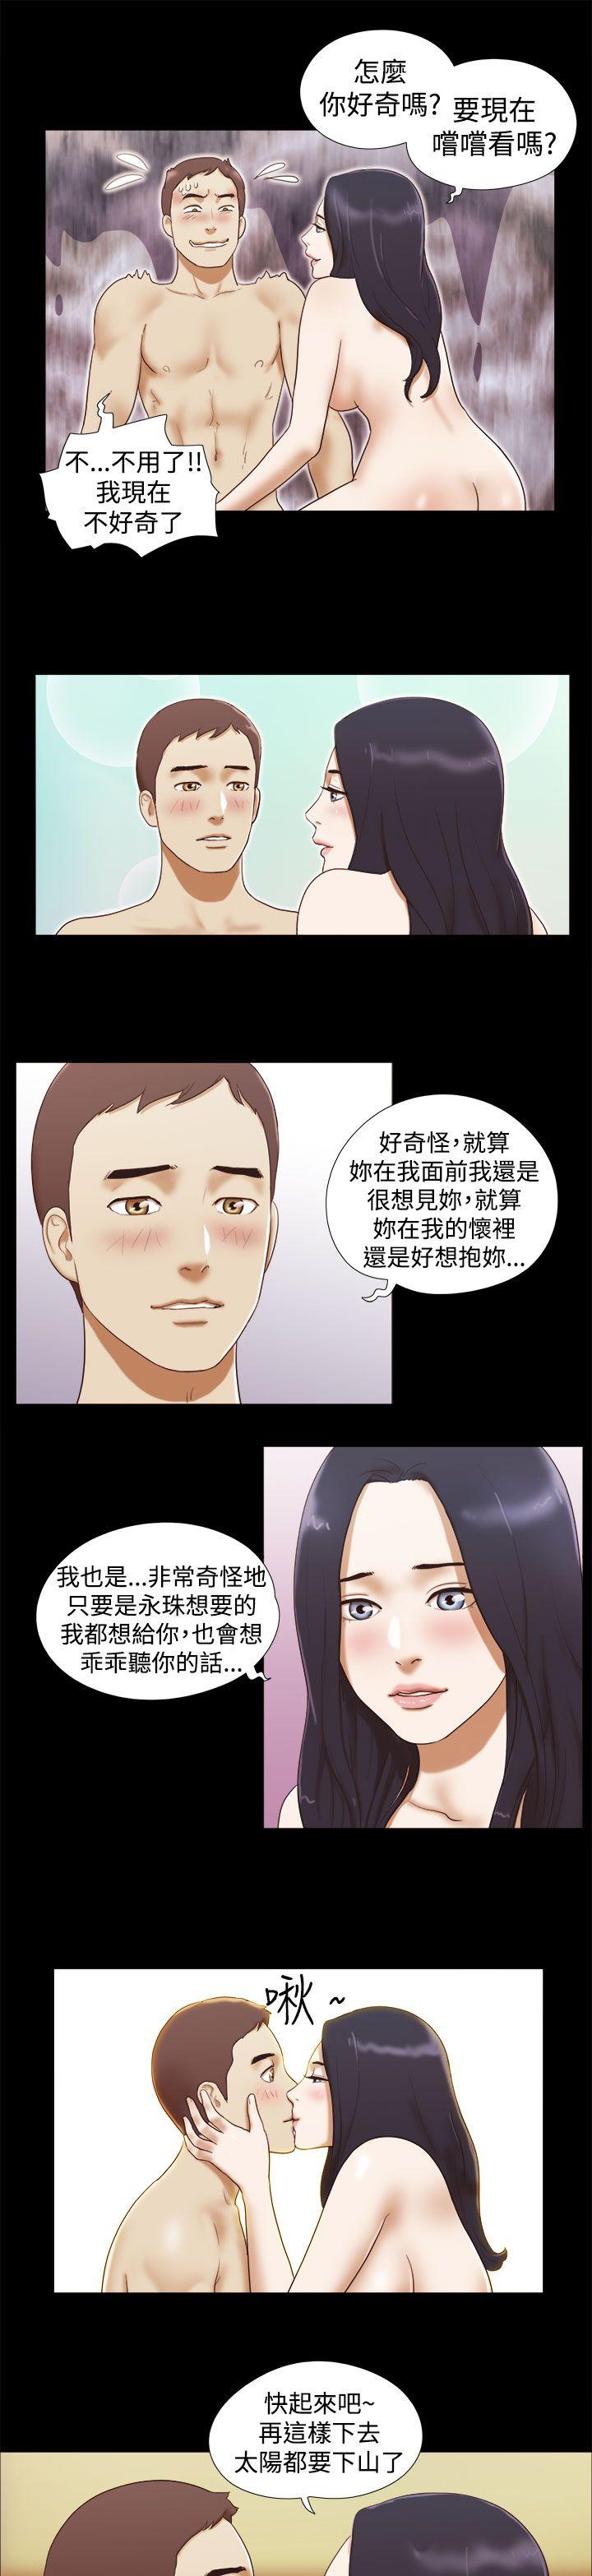 怎麼
你好奇嗎?
要現在
嚐嚐看嗎?
不...不用了!!
我現在
不好奇了
好奇怪,就算
妳在我面前我還是
很想見妳,就算
妳在我的懷裡
還是好想抱妳...
我也是...非常奇怪地
只要是永珠想要的
我都想給你,也會想
乖乖聽你的話...
啾~
快起來吧~
再這樣下去
太陽都要下山了